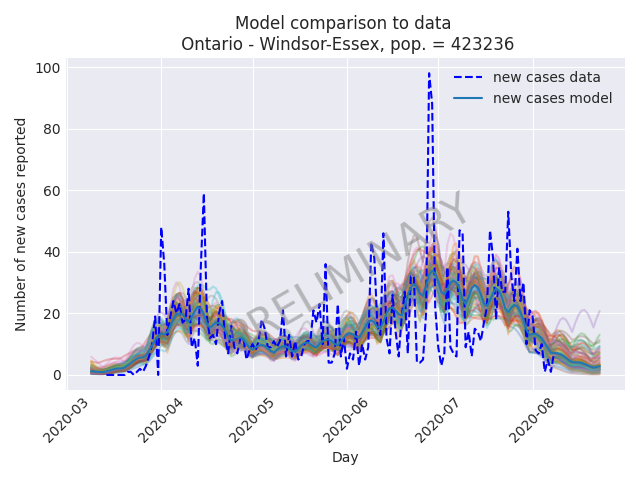 Model comparison to data
Ontario - Windsor-Essex, pop. = 423236
100
80
60
40
20
0
Number of new cases reported
new cases data
new cases model
PRELIMINARY
2020-03
2020-04
2020-05
2020-06
2020-07
2020-08
Day